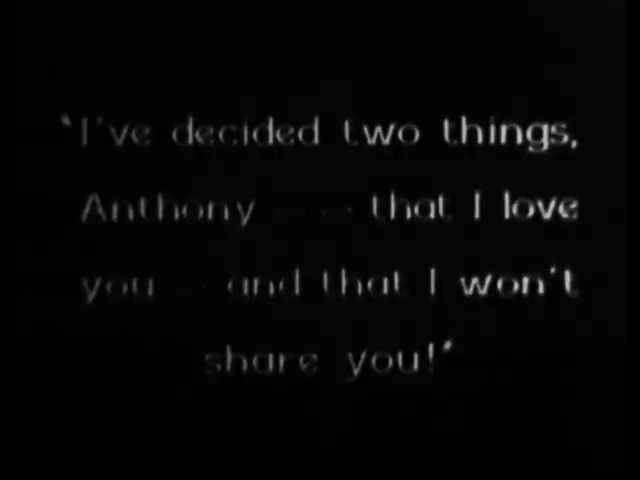 "I've decided two things,
Anthony -- -- that I love
you -- and that I won't
share you!"